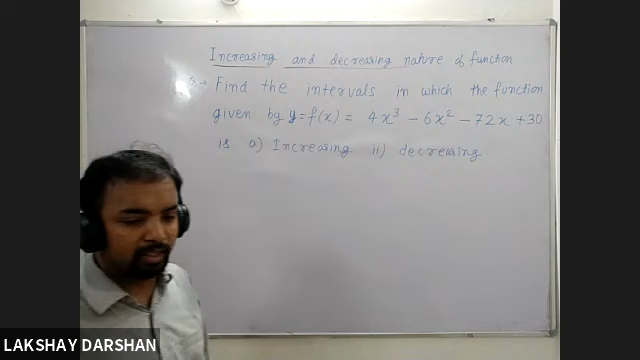 Increasing and decreasing nature of function
Q → Find the intervals in which the function
given by y = f(x) = 4x³ - 6x² - 72x + 30
is a) Increasing ii) decreasing
LAKSHAY DARSHAN